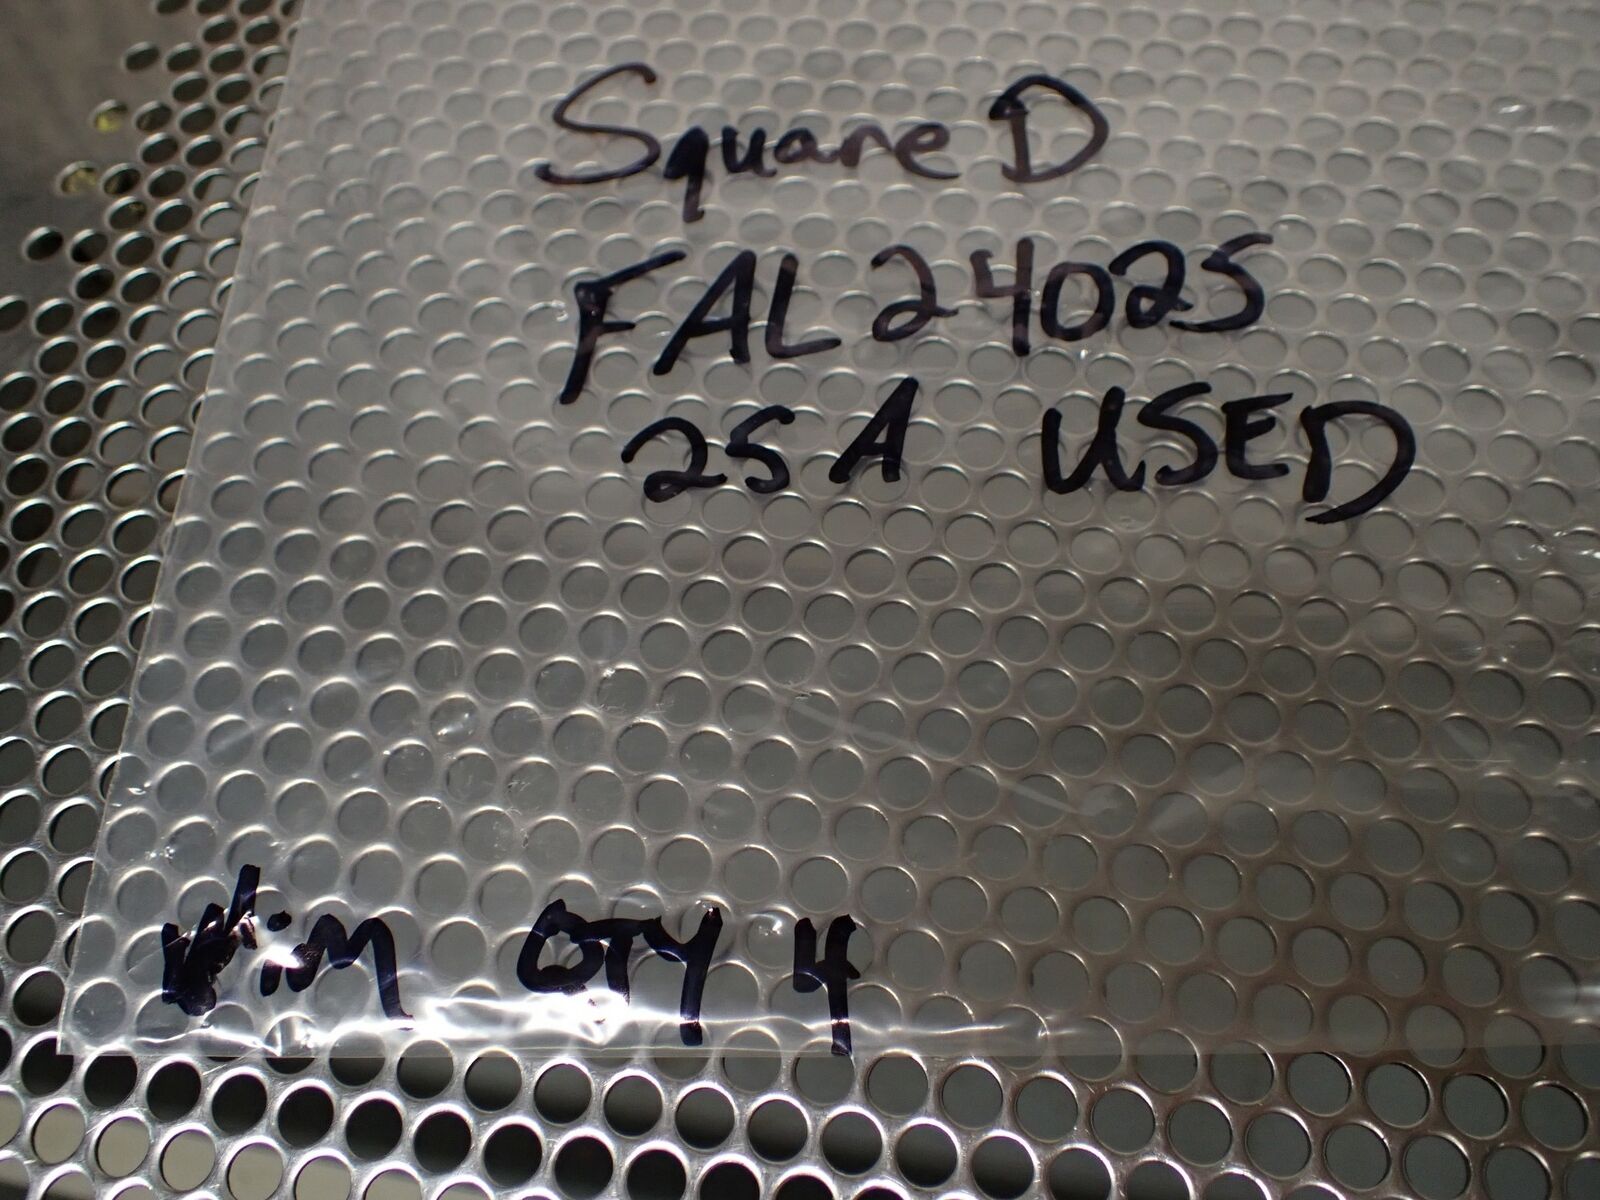 Square D
FAL24025
25A USED
QTY 4